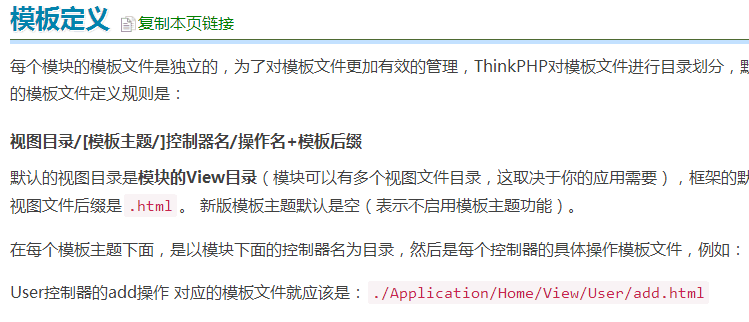 模板定义 复制本页链接
每个模块的模板文件是独立的，为了对模板文件更加有效的管理，ThinkPHP对模板文件进行目录划分，默
的模板文件定义规则是：
视图目录/[模板主题/]控制器名/操作名+模板后缀
默认的视图目录是模块的View目录（模块可以有多个视图文件目录，这取决于你的应用需要），框架的默
视图文件后缀是 .html 。 新版模板主题默认是空（表示不启用模板主题功能）。
在每个模板主题下面，是以模块下面的控制器名为目录，然后是每个控制器的具体操作模板文件，例如：
User控制器的add操作 对应的模板文件就应该是： ./Application/Home/View/User/add.html